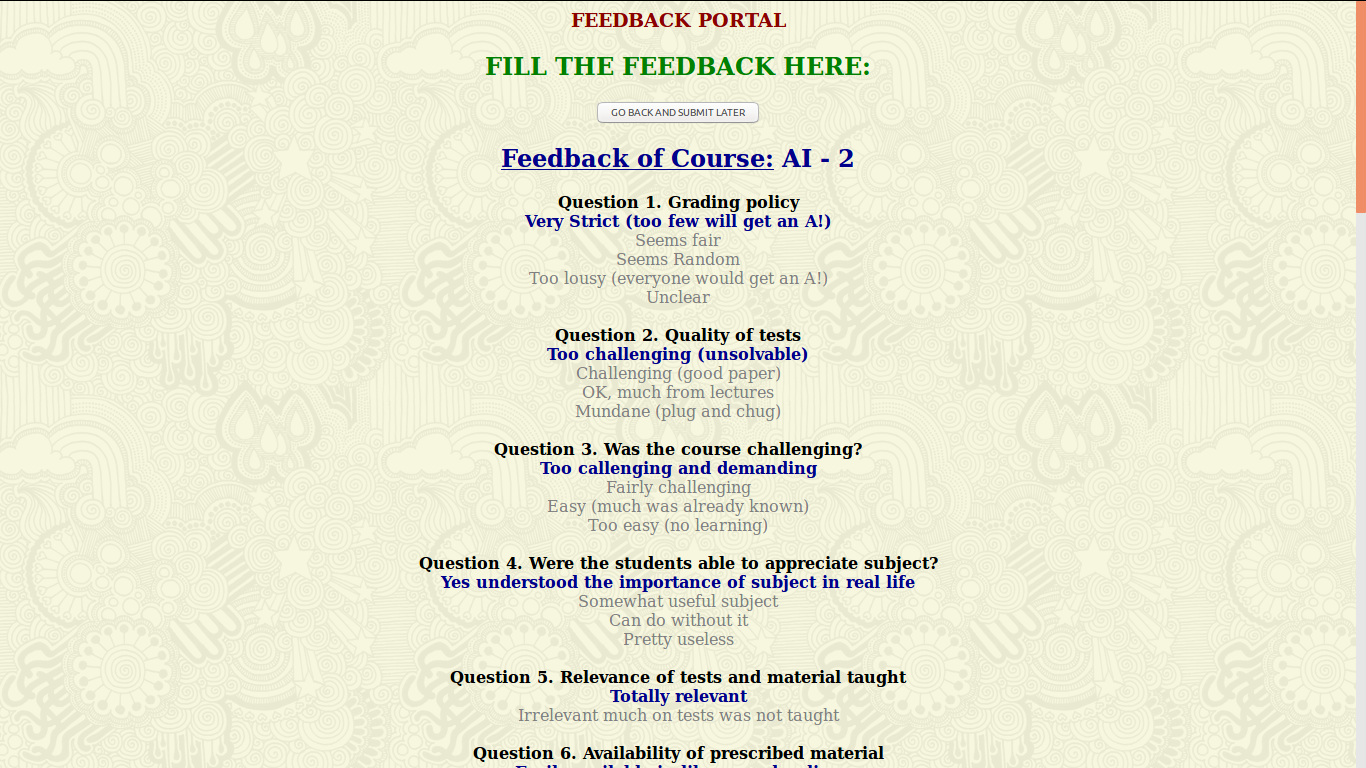 FEEDBACK PORTAL
FILL THE FEEDBACK HERE:
GO BACK AND SUBMIT LATER
Feedback of Course: AI - 2
Question 1. Grading policy
Very Strict (too few will get an A!)
Seems fair
Seems Random
Too lousy (everyone would get an A!)
Unclear
Question 2. Quality of tests
Too challenging (unsolvable)
Challenging (good paper)
OK, much from lectures
Mundane (plug and chug)
Question 3. Was the course challenging?
Too callenging and demanding
Fairly challenging
Easy (much was already known)
Too easy (no learning)
Question 4. Were the students able to appreciate subject?
Yes understood the importance of subject in real life
Somewhat useful subject
Can do without it
Pretty useless
Question 5. Relevance of tests and material taught
Totally relevant
Irrelevant much on tests was not taught
Question 6. Availability of prescribed material